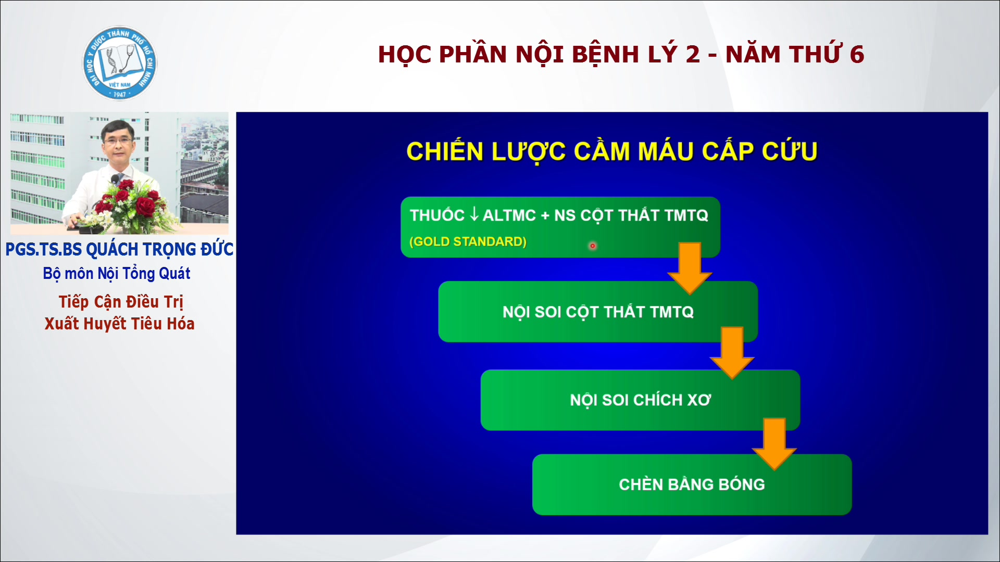 ĐẠI HỌC Y DƯỢC THÀNH PHỐ HỒ CHÍ MINH
VIỆT NAM
1947
HỌC PHẦN NỘI BỆNH LÝ 2 - NĂM THỨ 6
PGS.TS.BS QUÁCH TRỌNG ĐỨC
Bộ môn Nội Tổng Quát
Tiếp Cận Điều Trị
Xuất Huyết Tiêu Hóa
CHIẾN LƯỢC CẦM MÁU CẤP CỨU
THUỐC ↓ ALTMC + NS CỘT THẮT TMTQ
(GOLD STANDARD)
NỘI SOI CỘT THẮT TMTQ
NỘI SOI CHÍCH XƠ
CHÈN BẰNG BÓNG